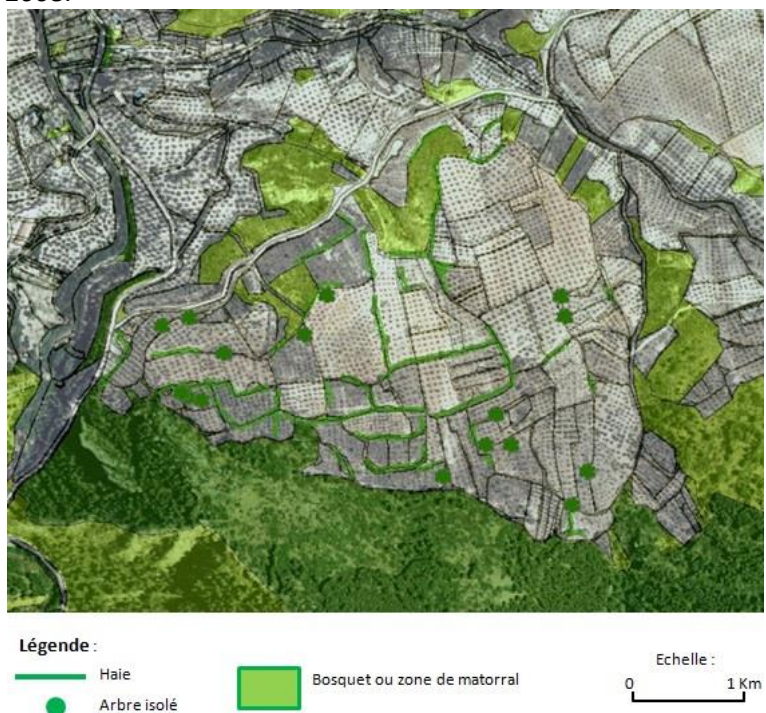 Légende :
Haie
Arbre isolé
Bosquet ou zone de matorral
Echelle :
0 1 Km